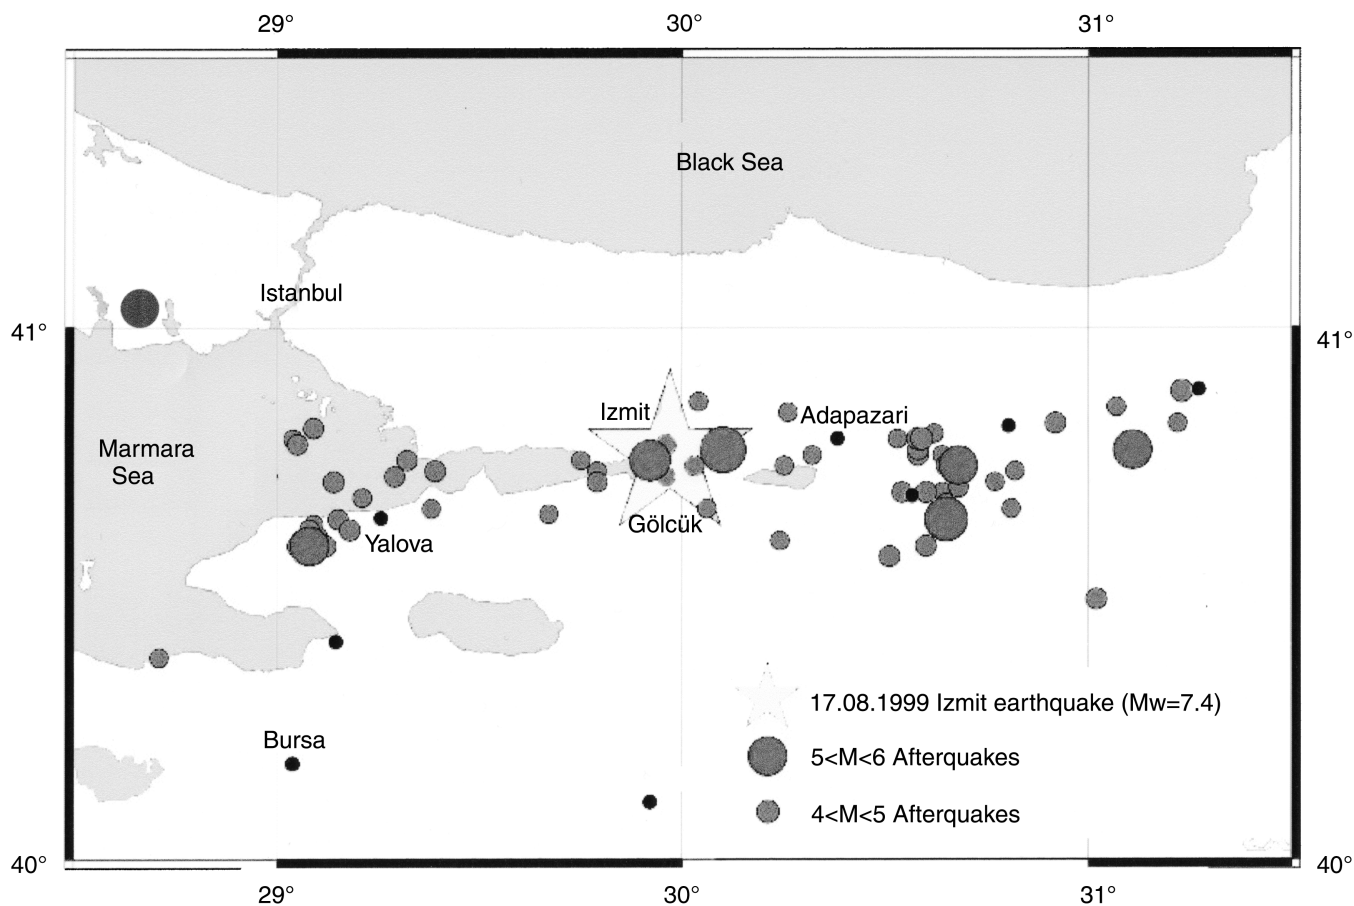 29°
30°
31°
Black Sea
Istanbul
41°
41°
Izmit
Adapazari
Marmara
Sea
Gölcük
Yalova
17.08.1999 Izmit earthquake (Mw=7.4)
Bursa
5<M<6 Afterquakes
4<M<5 Afterquakes
40°
40°
29°
30°
31°